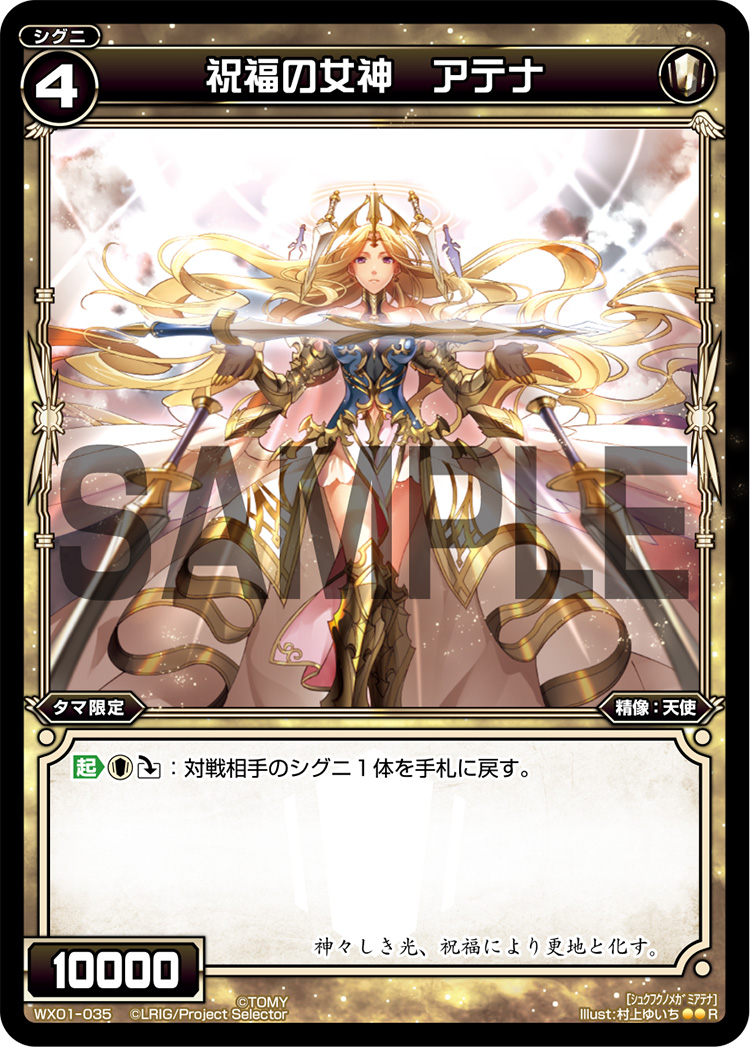 シグニ
4
祝福の女神 アテナ
SAMPLE
タマ限定
精像:天使
起 :対戦相手のシグニ1体を手札に戻す。
神々しき光、祝福により更地と化す。
10000
©TOMY
[シュクフクノメガミアテナ]
WX01-035 ©LRIG/Project Selector
Illust:村上ゆいち R